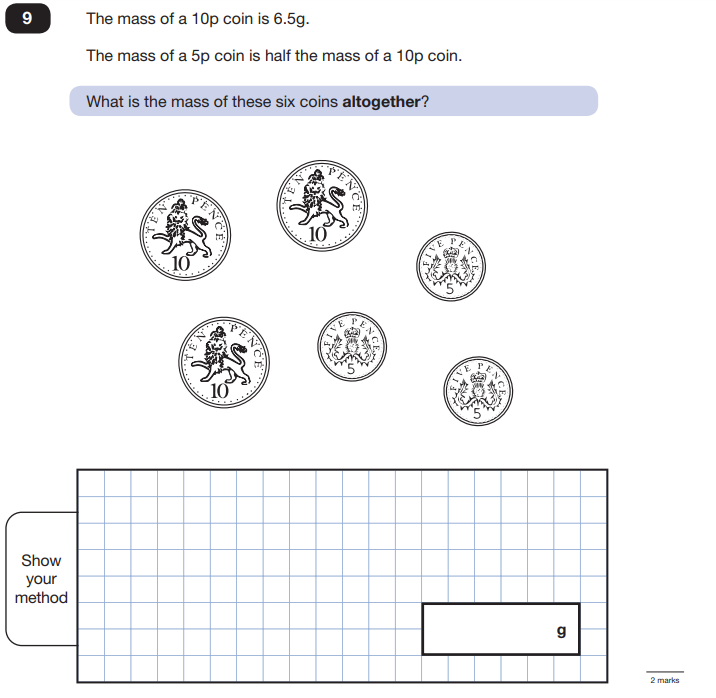 9
The mass of a 10p coin is 6.5g.
The mass of a 5p coin is half the mass of a 10p coin.
What is the mass of these six coins altogether?
TEN PENCE
10
TEN PENCE
10
FIVE PENCE
5
TEN PENCE
10
FIVE PENCE
5
FIVE PENCE
5
Show
your
method
g
2 marks